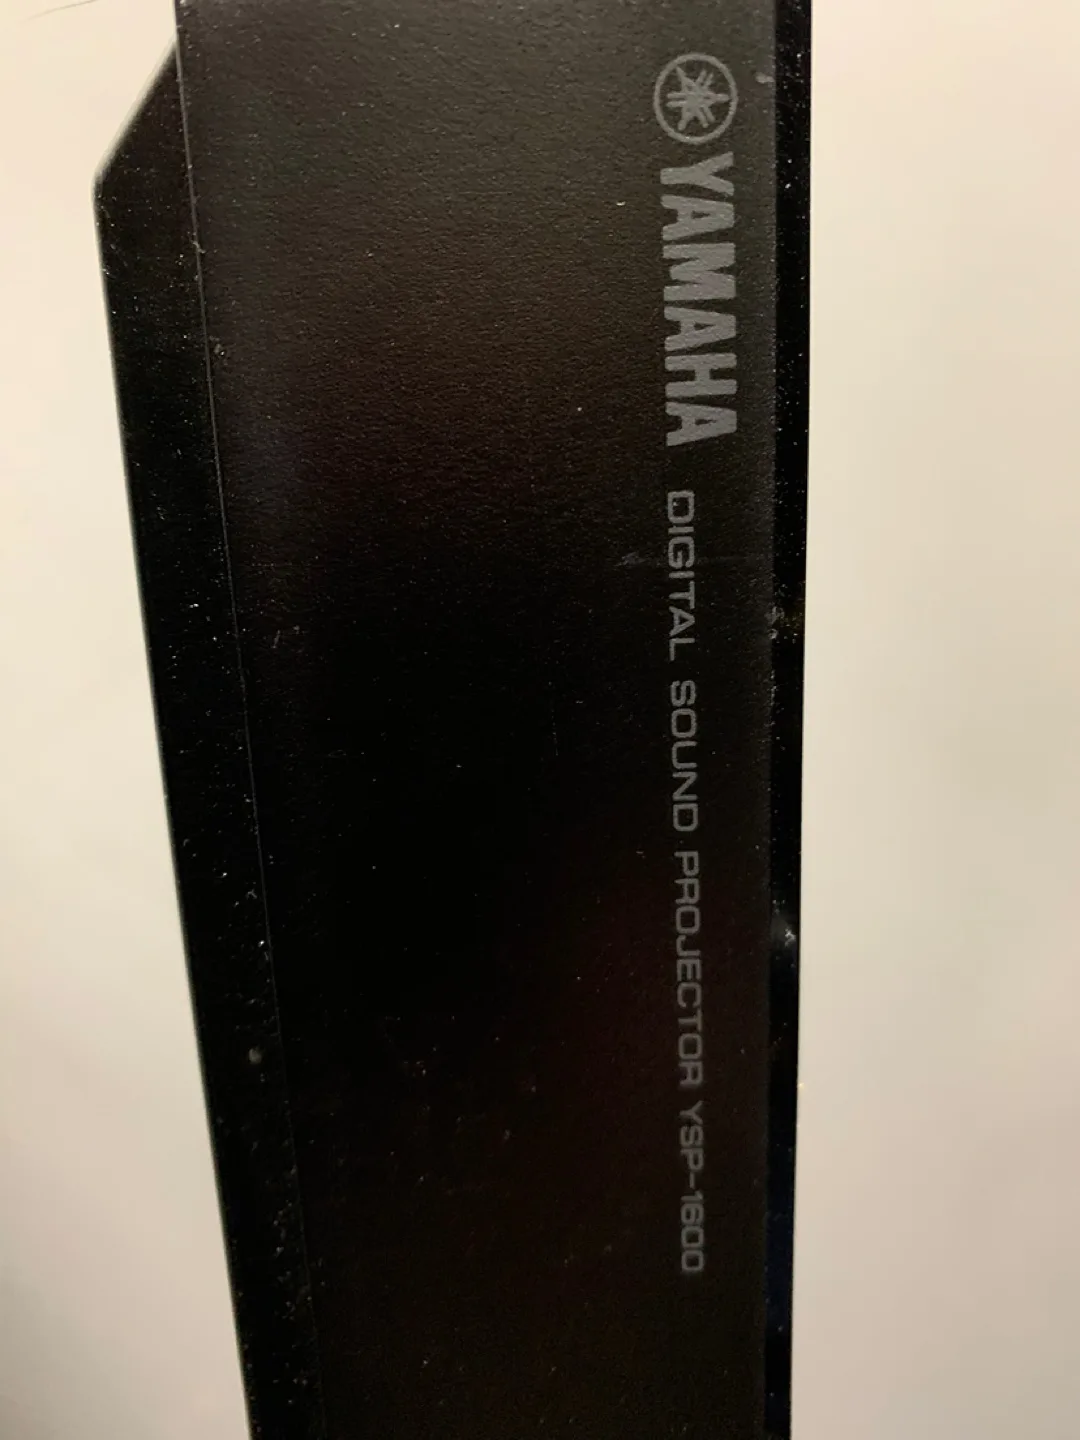 YAMAHA DIGITAL SOUND PROJECTOR YSP-1600